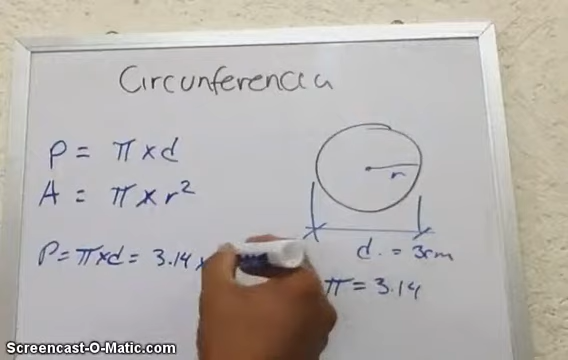 Circunferencia
P = π x d
A = π x r²
r
P = π x d = 3.14 x
d. = 3cm
π = 3.14
Screencast-O-Matic.com